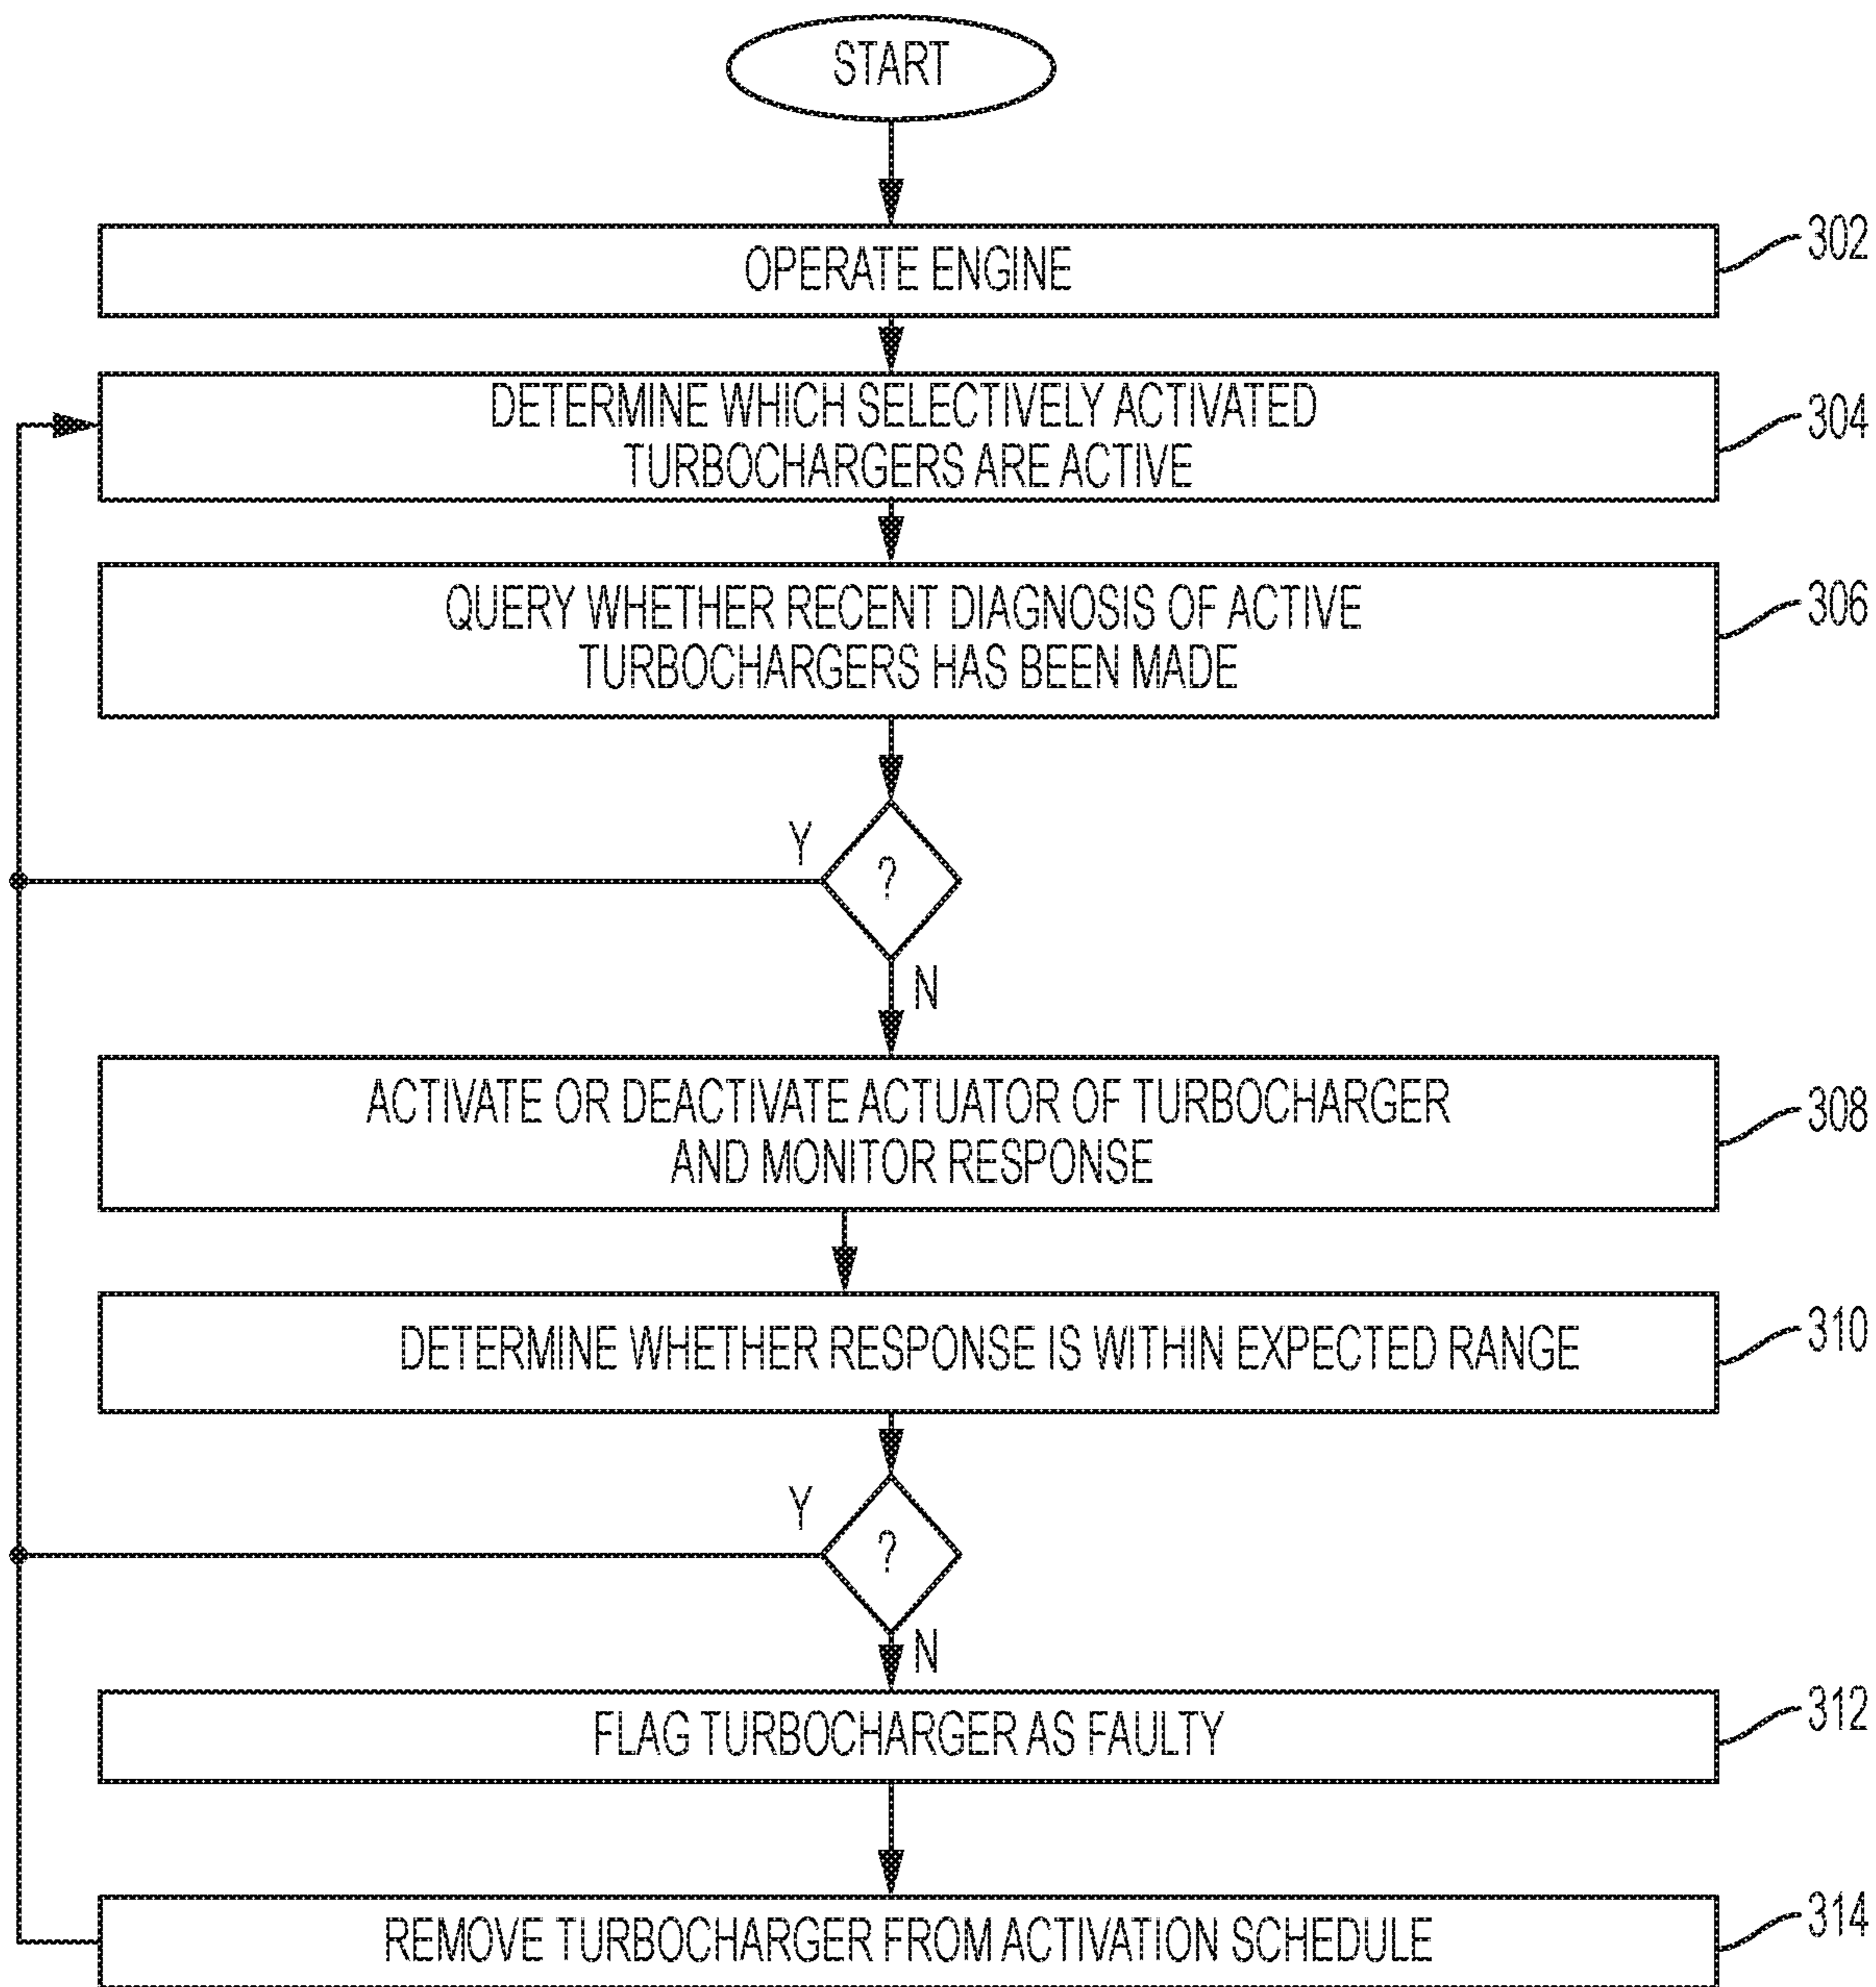 START
OPERATE ENGINE
302
DETERMINE WHICH SELECTIVELY ACTIVATED
TURBOCHARGERS ARE ACTIVE
304
QUERY WHETHER RECENT DIAGNOSIS OF ACTIVE
TURBOCHARGERS HAS BEEN MADE
306
Y
?
N
ACTIVATE OR DEACTIVATE ACTUATOR OF TURBOCHARGER
AND MONITOR RESPONSE
308
DETERMINE WHETHER RESPONSE IS WITHIN EXPECTED RANGE
310
Y
?
N
FLAG TURBOCHARGER AS FAULTY
312
REMOVE TURBOCHARGER FROM ACTIVATION SCHEDULE
314